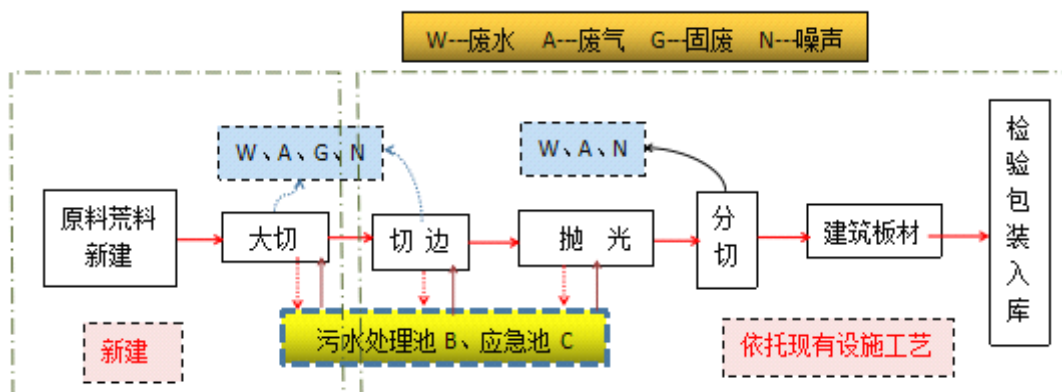 W---废水 A---废气 G---固废 N---噪声
W、A、G、N
W、A、N
原料荒料
新建
大切
切 边
抛 光
分切
建筑板材
检验包装入库
污水处理池 B、应急池 C
新建
依托现有设施工艺